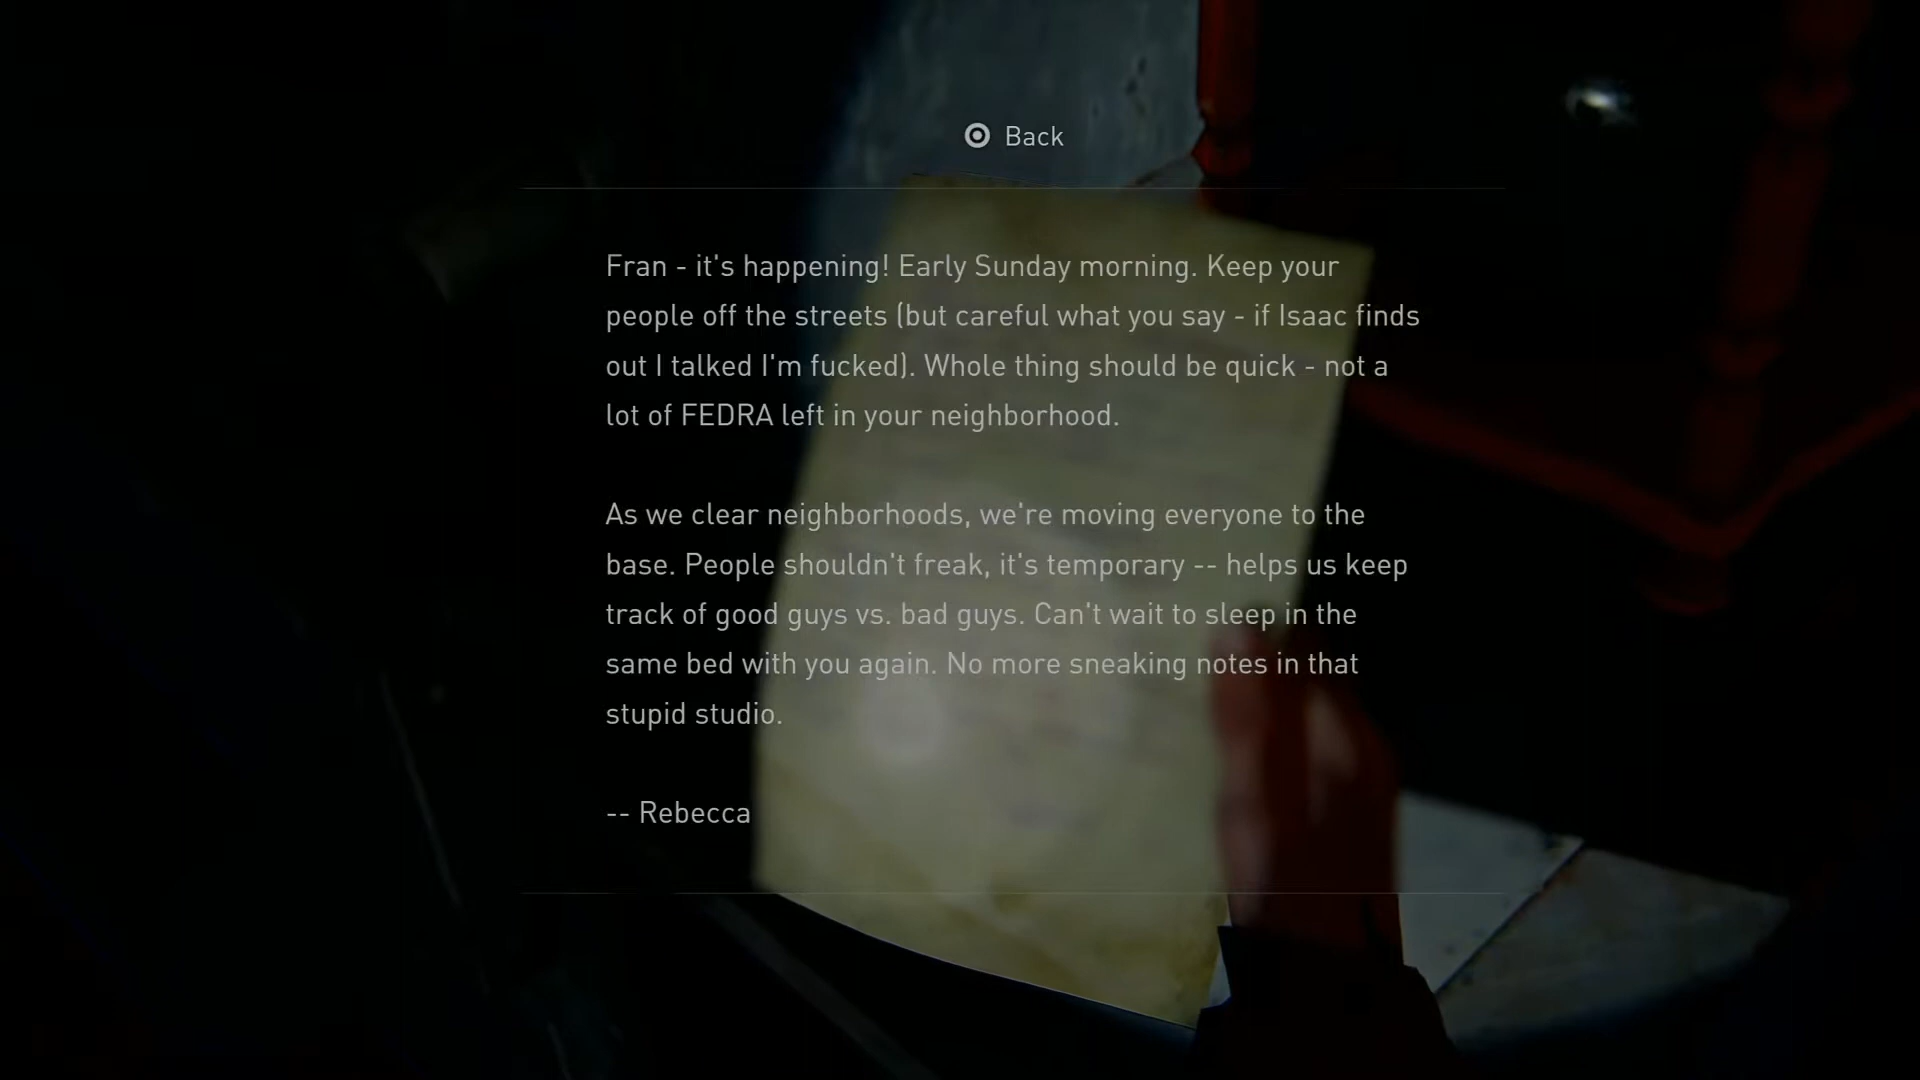 Back
Fran - it's happening! Early Sunday morning. Keep your
people off the streets (but careful what you say - if Isaac finds
out I talked I'm fucked). Whole thing should be quick - not a
lot of FEDRA left in your neighborhood.
As we clear neighborhoods, we're moving everyone to the
base. People shouldn't freak, it's temporary -- helps us keep
track of good guys vs. bad guys. Can't wait to sleep in the
same bed with you again. No more sneaking notes in that
stupid studio.
-- Rebecca